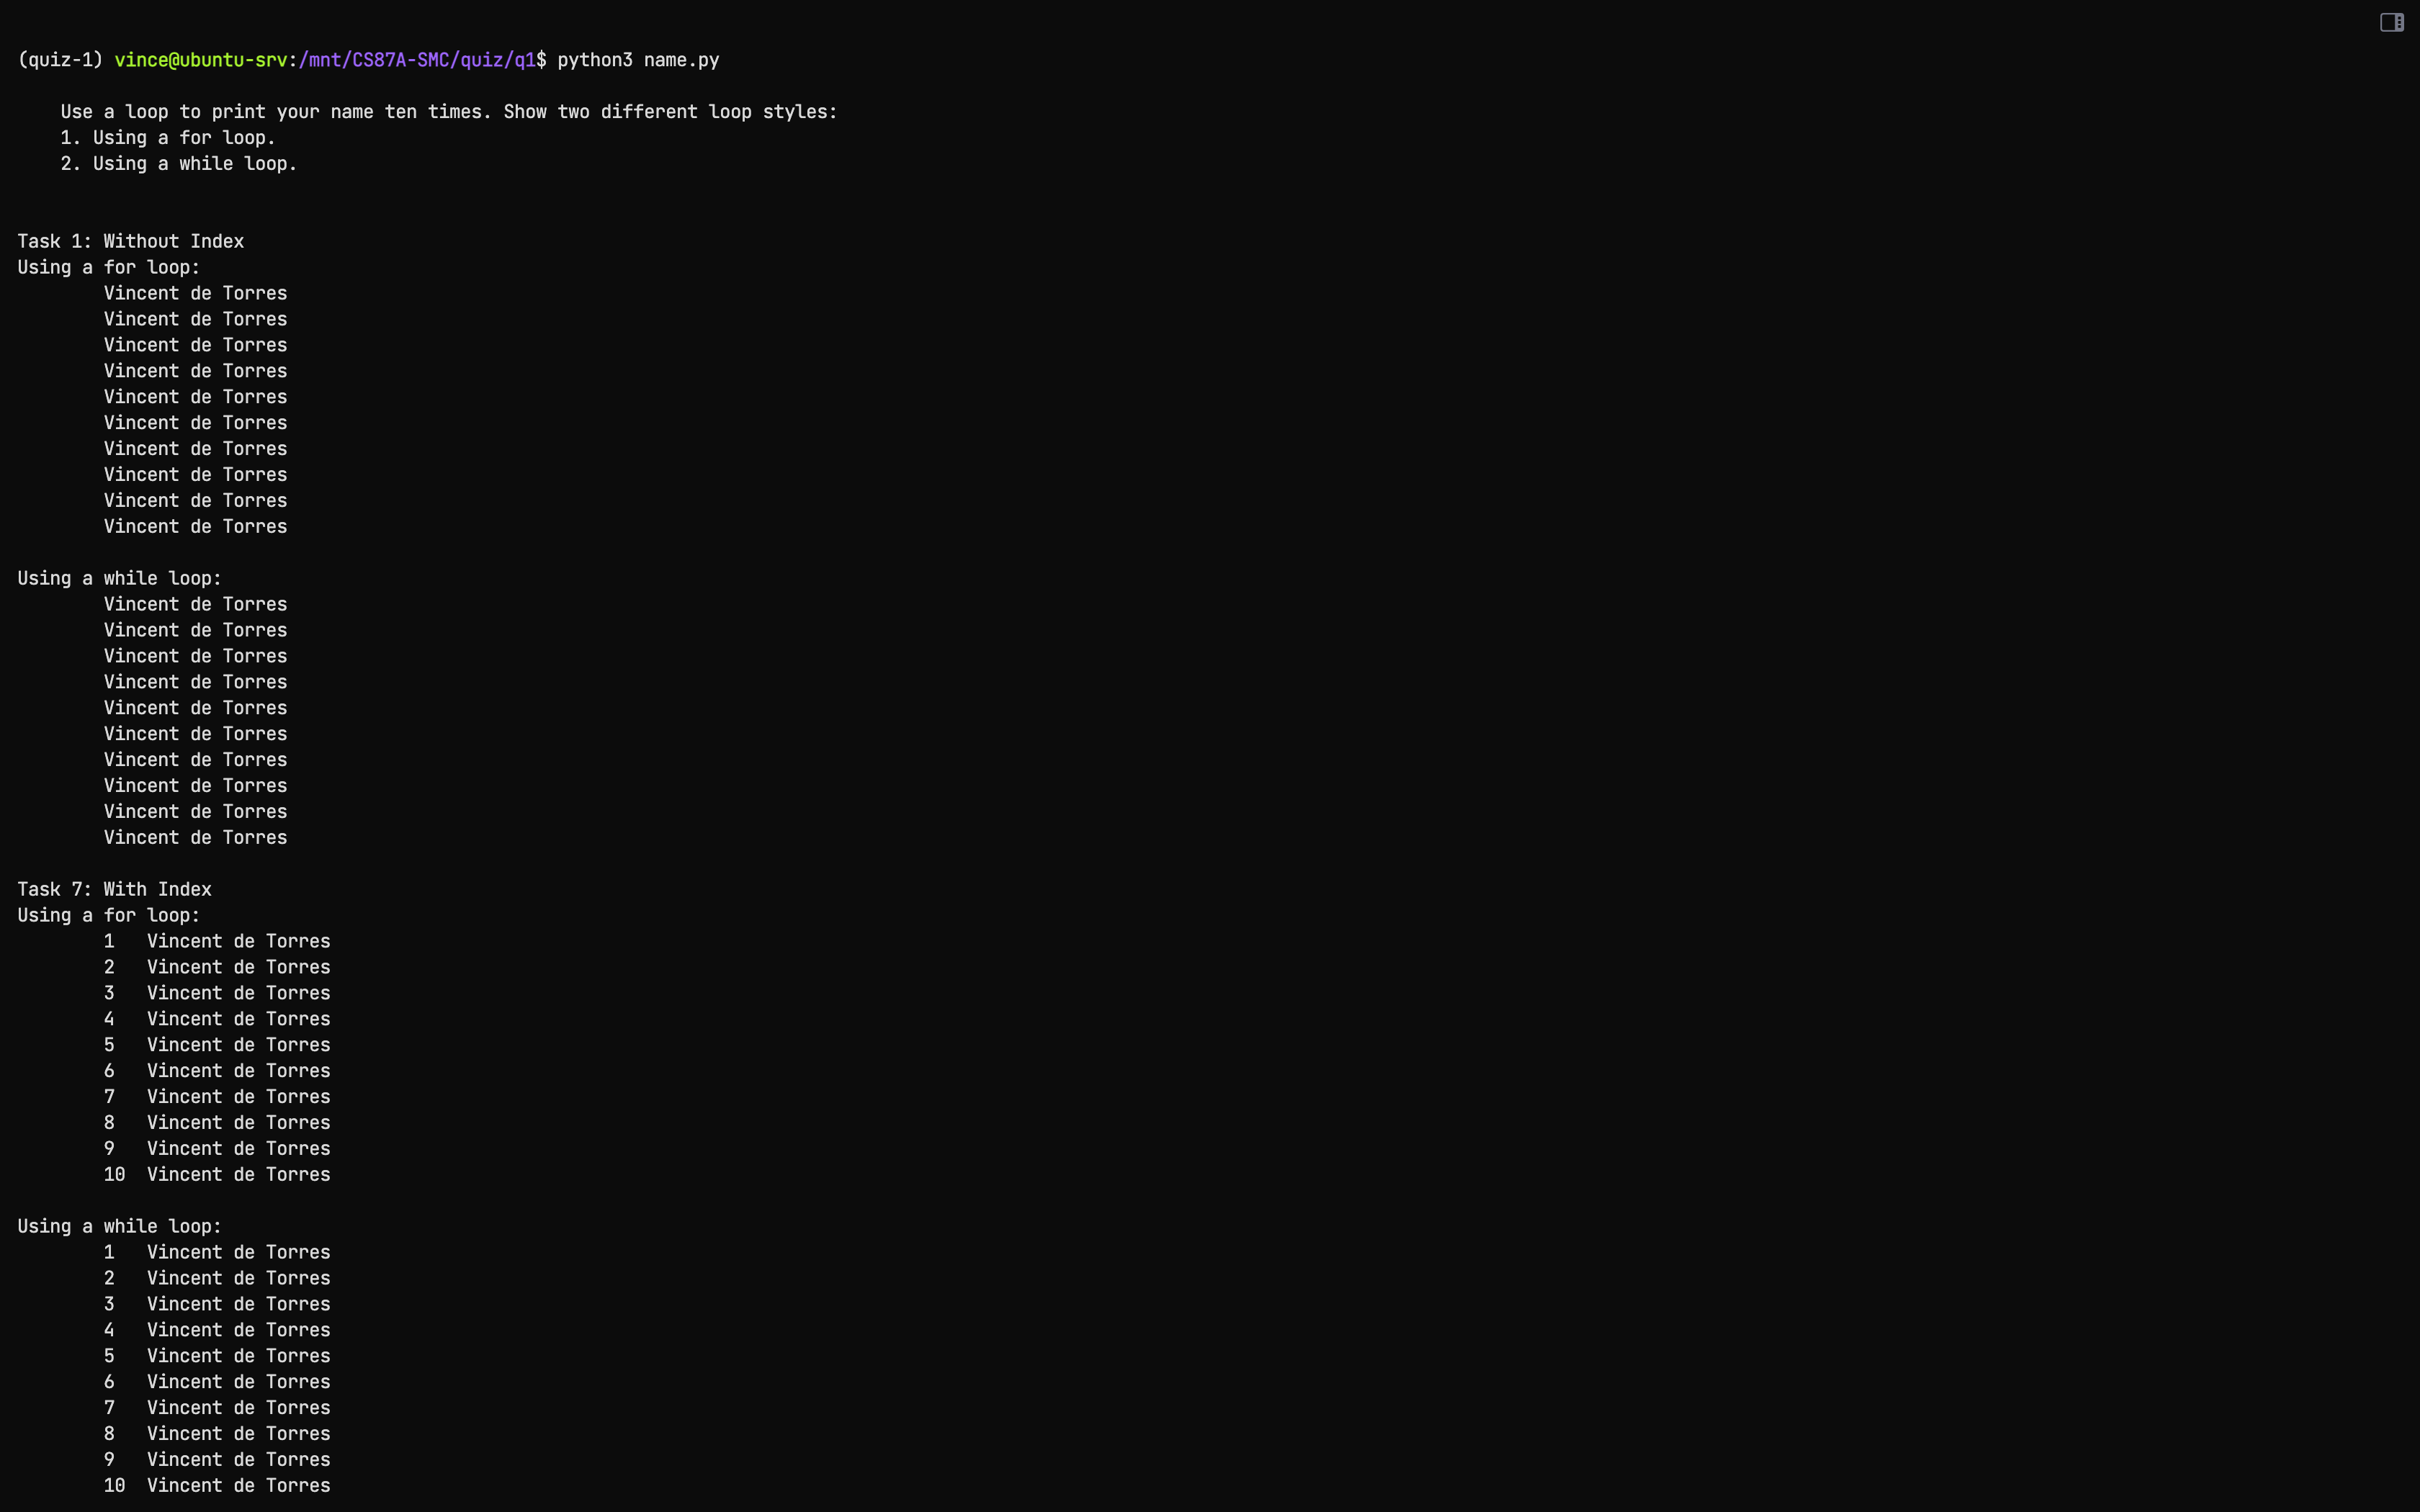 (quiz-1) vince@ubuntu-srv:/mnt/CS87A-SMC/quiz/q1$ python3 name.py
Use a loop to print your name ten times. Show two different loop styles:
1. Using a for loop.
2. Using a while loop.
Task 1: Without Index
Using a for loop:
Vincent de Torres
Vincent de Torres
Vincent de Torres
Vincent de Torres
Vincent de Torres
Vincent de Torres
Vincent de Torres
Vincent de Torres
Vincent de Torres
Vincent de Torres
Using a while loop:
Vincent de Torres
Vincent de Torres
Vincent de Torres
Vincent de Torres
Vincent de Torres
Vincent de Torres
Vincent de Torres
Vincent de Torres
Vincent de Torres
Vincent de Torres
Task 7: With Index
Using a for loop:
1 Vincent de Torres
2 Vincent de Torres
3 Vincent de Torres
4 Vincent de Torres
5 Vincent de Torres
6 Vincent de Torres
7 Vincent de Torres
8 Vincent de Torres
9 Vincent de Torres
10 Vincent de Torres
Using a while loop:
1 Vincent de Torres
2 Vincent de Torres
3 Vincent de Torres
4 Vincent de Torres
5 Vincent de Torres
6 Vincent de Torres
7 Vincent de Torres
8 Vincent de Torres
9 Vincent de Torres
10 Vincent de Torres